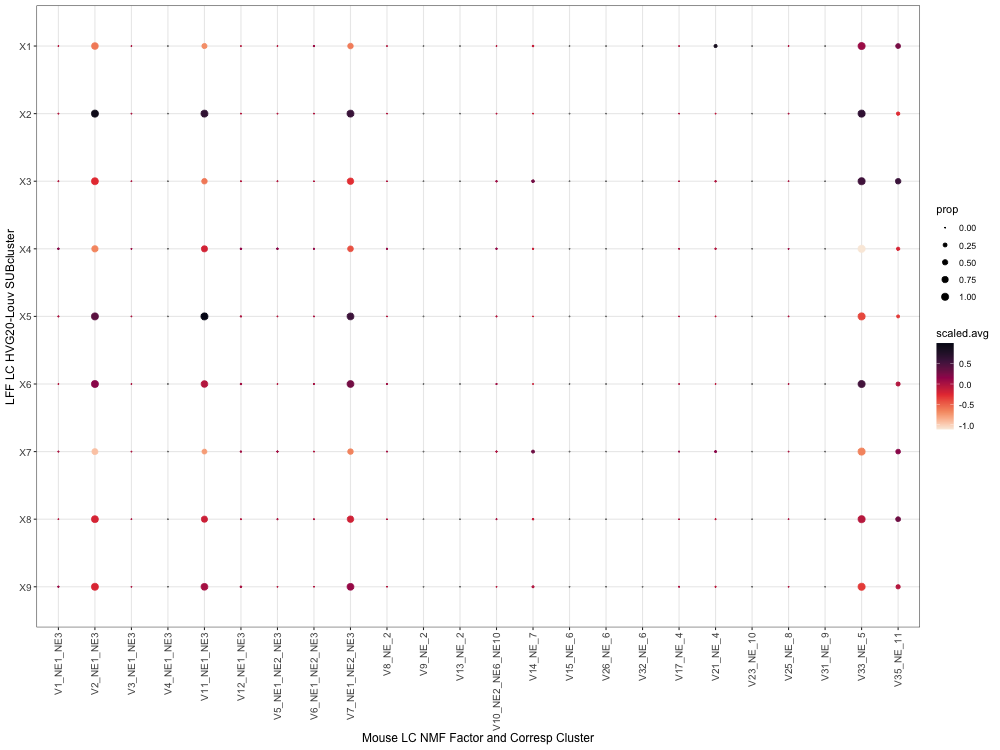 X1
X2
X3
X4
X5
X6
X7
X8
X9
LFF LC HVG20-Louv SUBcluster
V1_NE1_NE3
V2_NE1_NE3
V3_NE1_NE3
V4_NE1_NE3
V11_NE1_NE3
V12_NE1_NE3
V5_NE1_NE2_NE3
V6_NE1_NE2_NE3
V7_NE1_NE2_NE3
V8_NE_2
V9_NE_2
V13_NE_2
V10_NE2_NE6_NE10
V14_NE_7
V15_NE_6
V26_NE_6
V32_NE_6
V17_NE_4
V21_NE_4
V23_NE_10
V25_NE_8
V31_NE_9
V33_NE_5
V35_NE_11
Mouse LC NMF Factor and Corresp Cluster
prop
0.00
0.25
0.50
0.75
1.00
scaled.avg
0.5
0.0
-0.5
-1.0